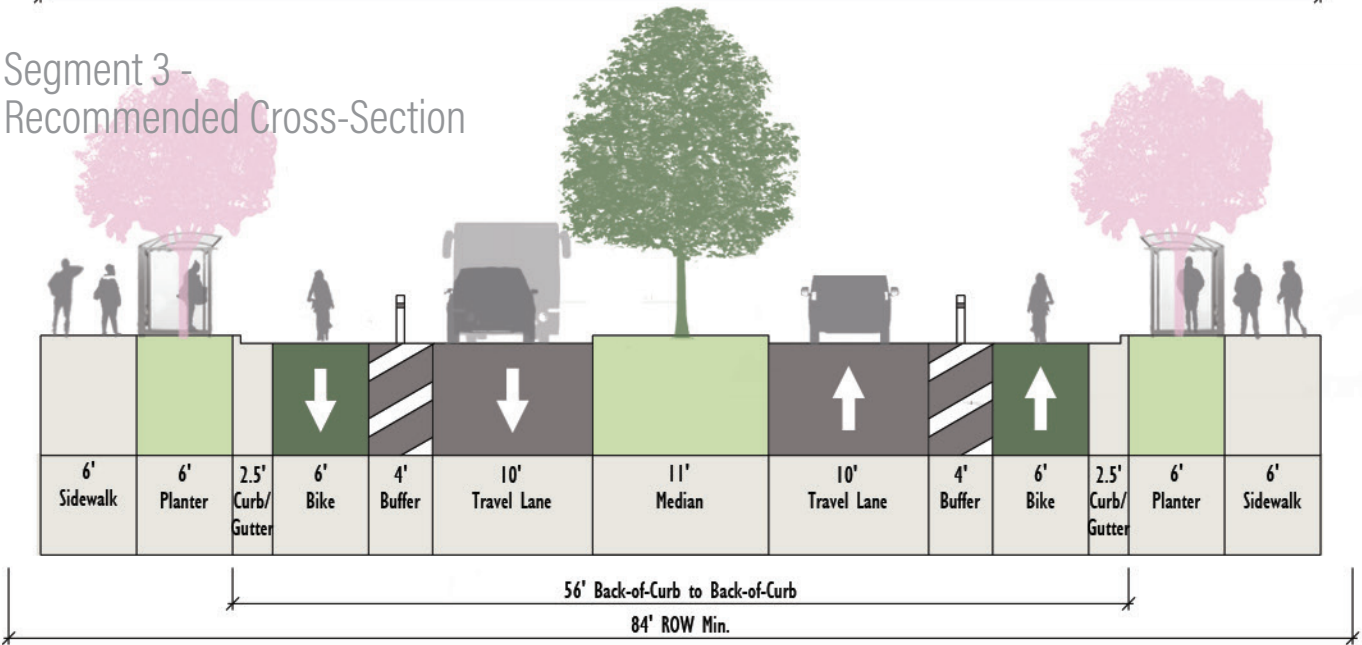 Segment 3 -
Recommended Cross-Section
6' 6' 2.5' 6' 4' 10' 11' 10' 4' 6' 2.5' 6' 6'
Sidewalk Planter Curb/ Bike Buffer Travel Lane Median Travel Lane Buffer Bike Curb/ Planter Sidewalk
Gutter Gutter
56' Back-of-Curb to Back-of-Curb
84' ROW Min.